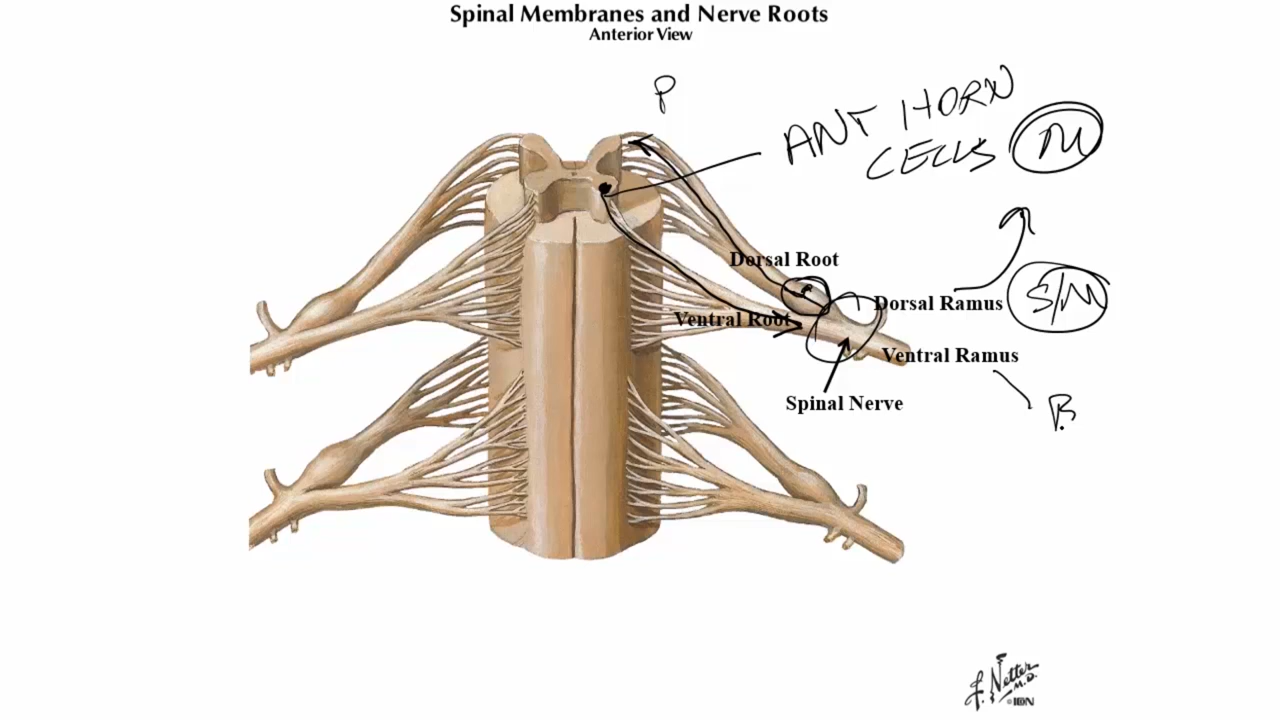 Spinal Membranes and Nerve Roots
Anterior View
P
ANT HORN
CELLS M
Dorsal Root
Dorsal Ramus S/M
Ventral Root
Ventral Ramus
Spinal Nerve
B
F. Netter
M.D.